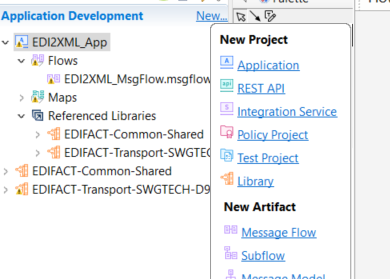 Application Development
New...
EDI2XML_App
Flows
EDI2XML_MsgFlow.msgflow
Maps
Referenced Libraries
EDIFACT-Common-Shared
EDIFACT-Transport-SWGTEC
EDIFACT-Common-Shared
EDIFACT-Transport-SWGTECH-D9
New Project
Application
REST API
Integration Service
Policy Project
Test Project
Library
New Artifact
Message Flow
Subflow
Message Model